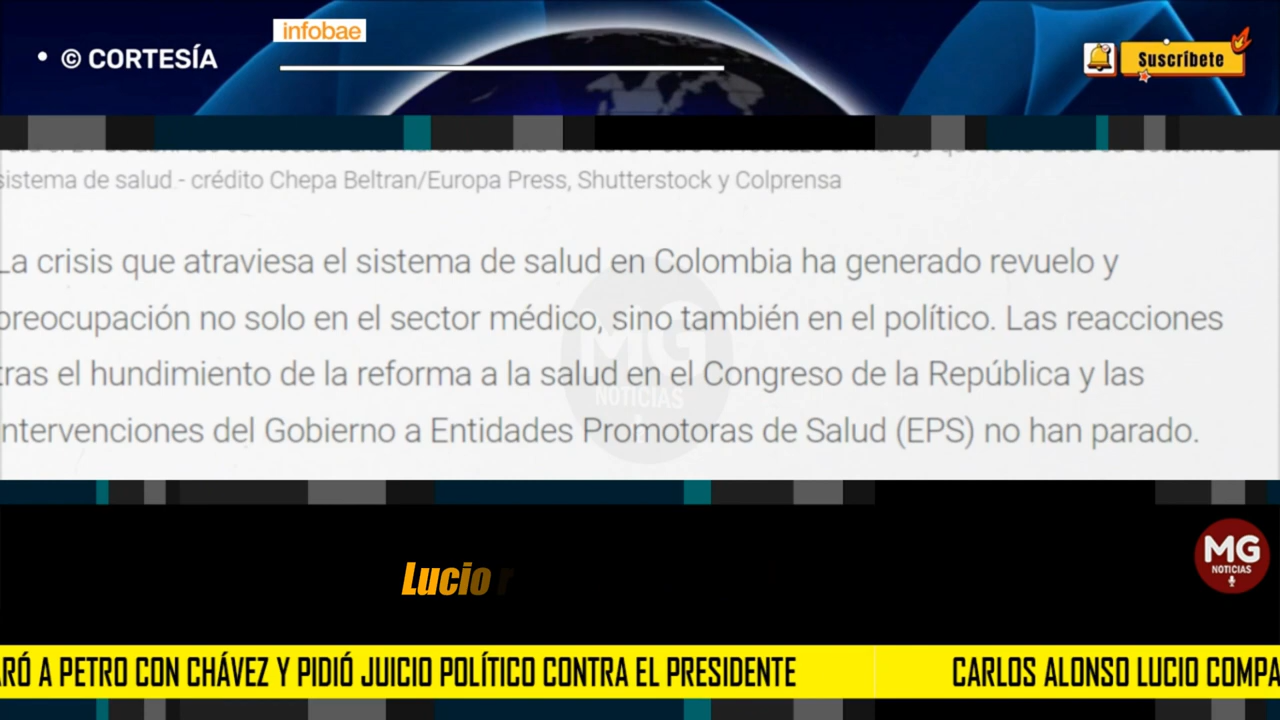 infobae
• © CORTESÍA
Suscríbete
sistema de salud.- crédito Chepa Beltran/Europa Press, Shutterstock y Colprensa
La crisis que atraviesa el sistema de salud en Colombia ha generado revuelo y
preocupación no solo en el sector médico, sino también en el político. Las reacciones
tras el hundimiento de la reforma a la salud en el Congreso de la República y las
intervenciones del Gobierno a Entidades Promotoras de Salud (EPS) no han parado.
MG
NOTICIAS
Lucio r
MG
NOTICIAS
RÓ A PETRO CON CHÁVEZ Y PIDIÓ JUICIO POLÍTICO CONTRA EL PRESIDENTE CARLOS ALONSO LUCIO COMPA